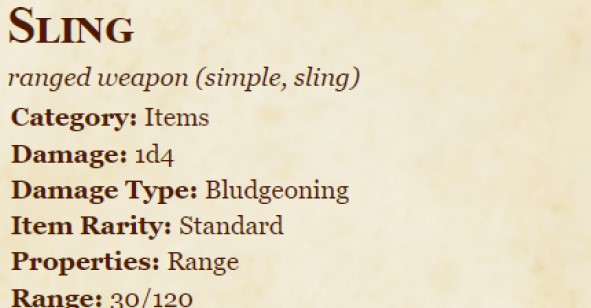 SLING
ranged weapon (simple, sling)
Category: Items
Damage: 1d4
Damage Type: Bludgeoning
Item Rarity: Standard
Properties: Range
Range: 30/120